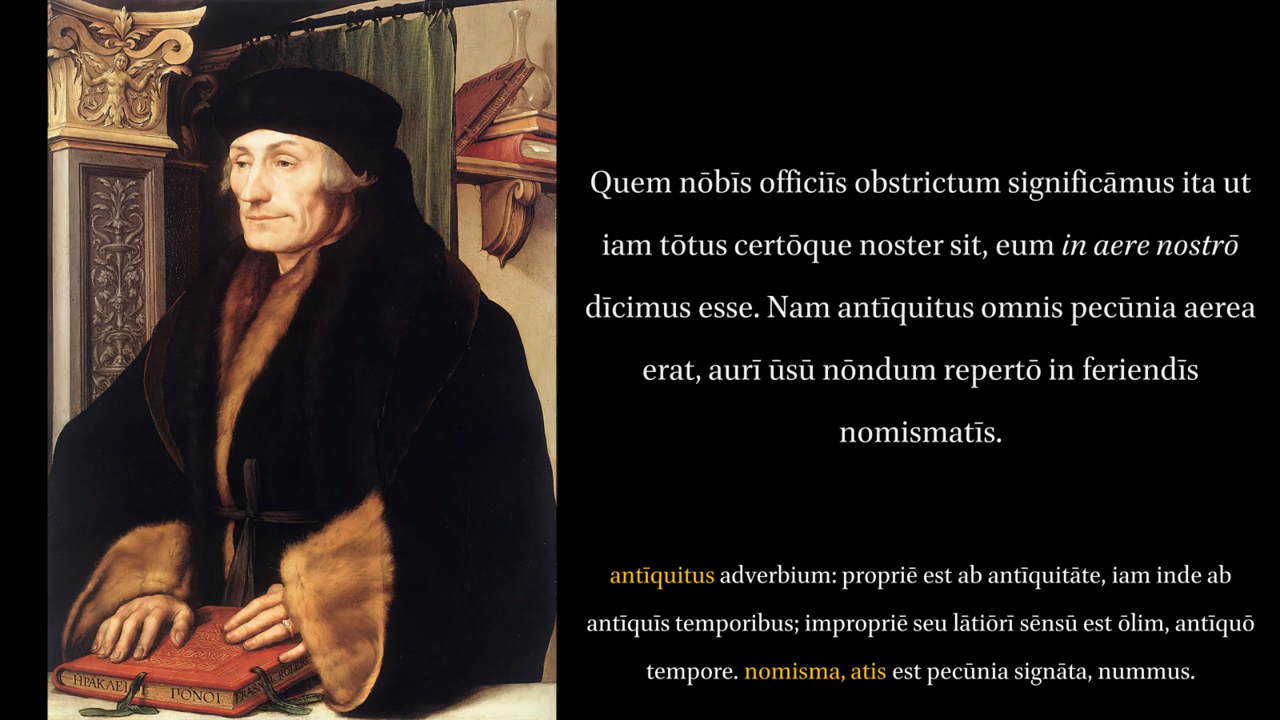 Quem nōbīs officiīs obstrictum significāmus ita ut
iam tōtus certōque noster sit, eum in aere nostrō
dīcimus esse. Nam antīquitus omnis pecūnia aerea
erat, aurī ūsū nōndum repertō in feriendīs
nomismatīs.
antīquitus adverbium: propriē est ab antīquitāte, iam inde ab
antīquīs temporibus; impropriē seu lātiōrī sēnsū est ōlim, antīquō
tempore. nomisma, atis est pecūnia signāta, nummus.
ΗΡΑΚΛΕΙ ΠΟΝΟΙ